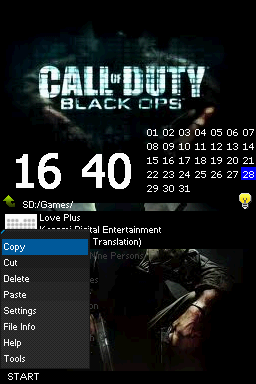 CALL OF DUTY
BLACK OPS
16 40
01 02 03 04 05 06 07
08 09 10 11 12 13 14
15 16 17 18 19 20 21
22 23 24 25 26 27 28
29 30 31
SD:/Games/
Love Plus
Konami Digital Entertainment
Translation)
Nine Persons
Copy
Cut
Delete
Paste
Settings
File Info
Help
Tools
START